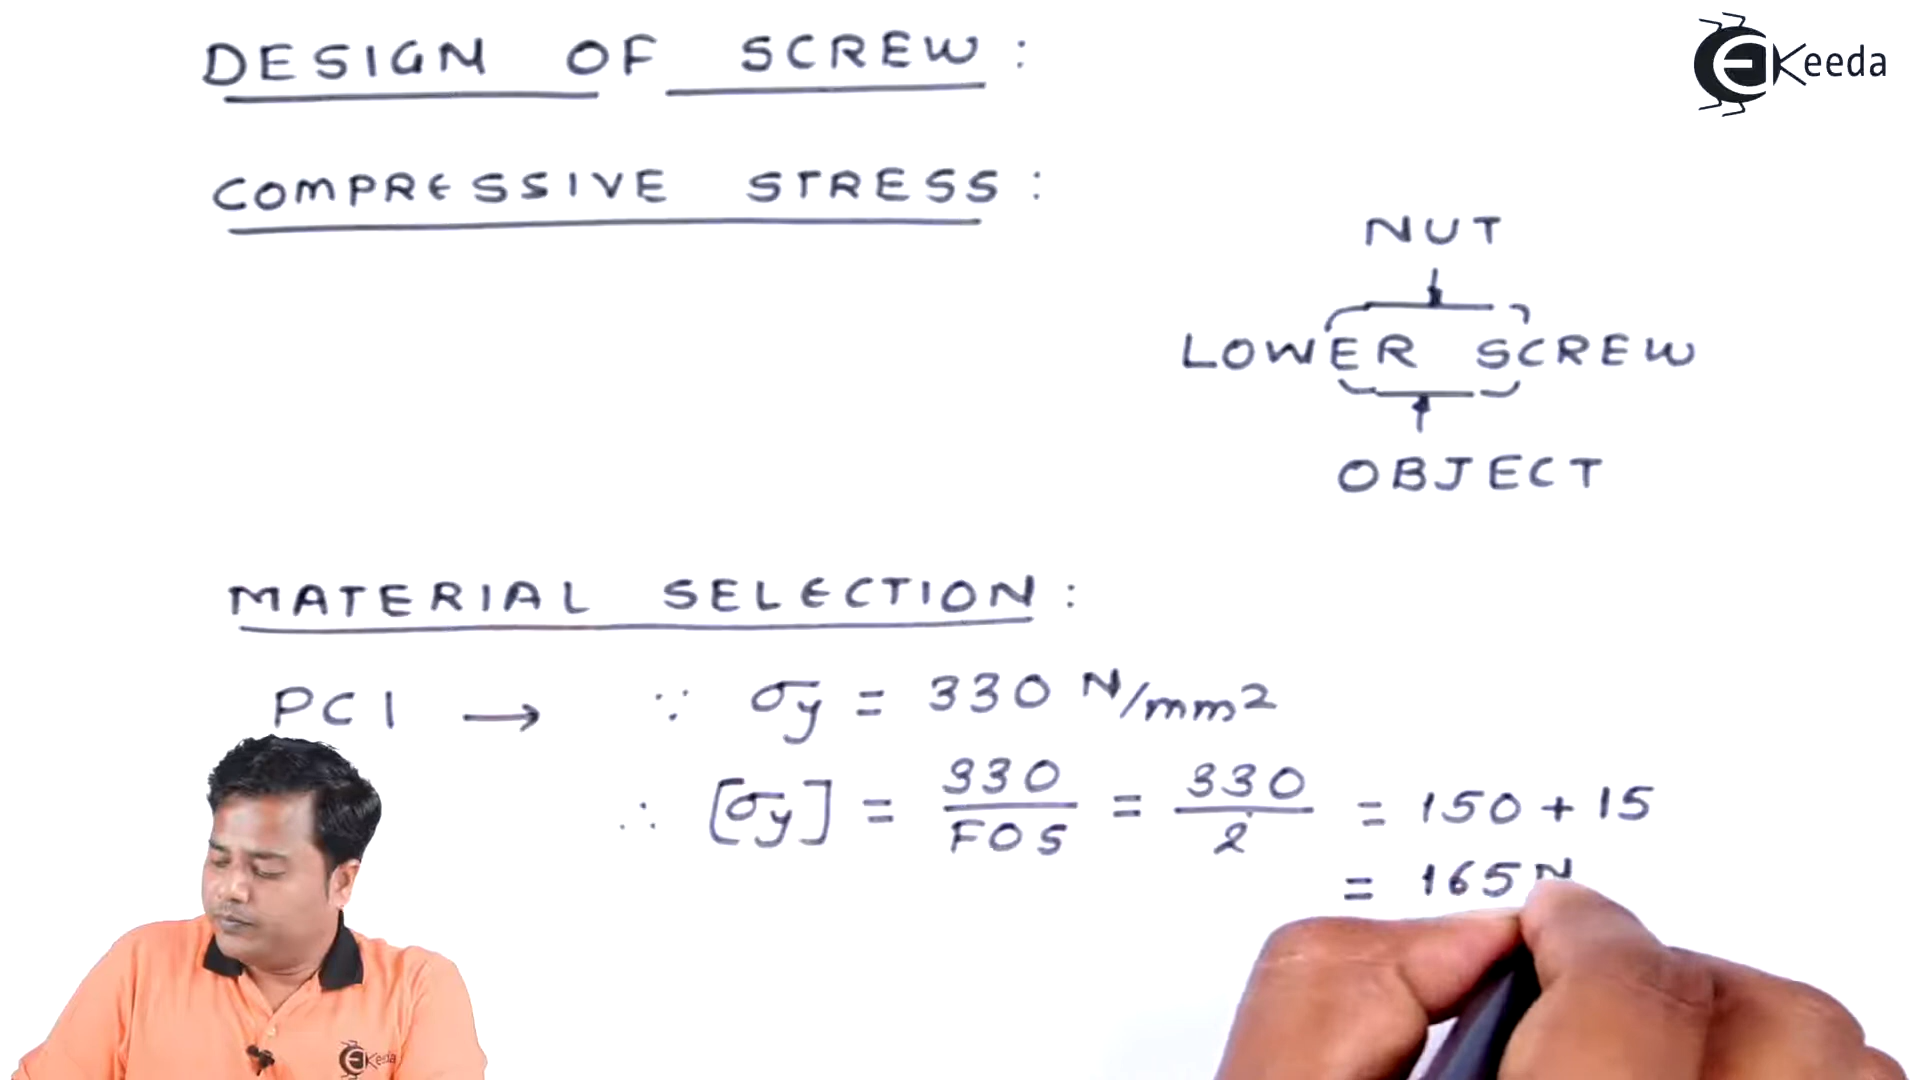 DESIGN OF SCREW :
Keeda
COMPRESSIVE STRESS :
NUT
LOWER SCREW
OBJECT
MATERIAL SELECTION :
PC1 → ∵ σy = 330 N/mm2
∴ [σy] = 330/FOS = 330/2 = 150 + 15
= 165 N
Keeda